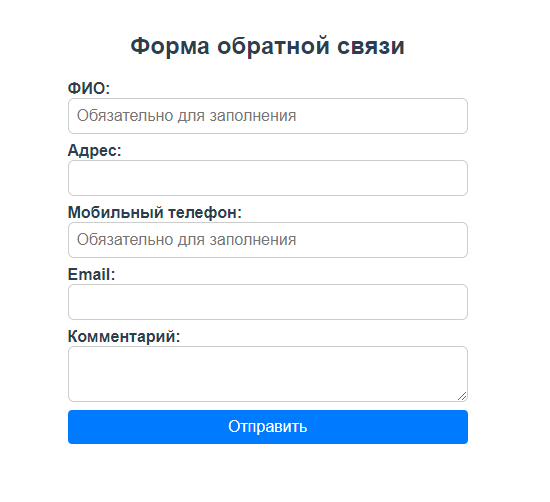 Форма обратной связи
ФИО:
Обязательно для заполнения
Адрес:
Мобильный телефон:
Обязательно для заполнения
Email:
Комментарий:
Отправить